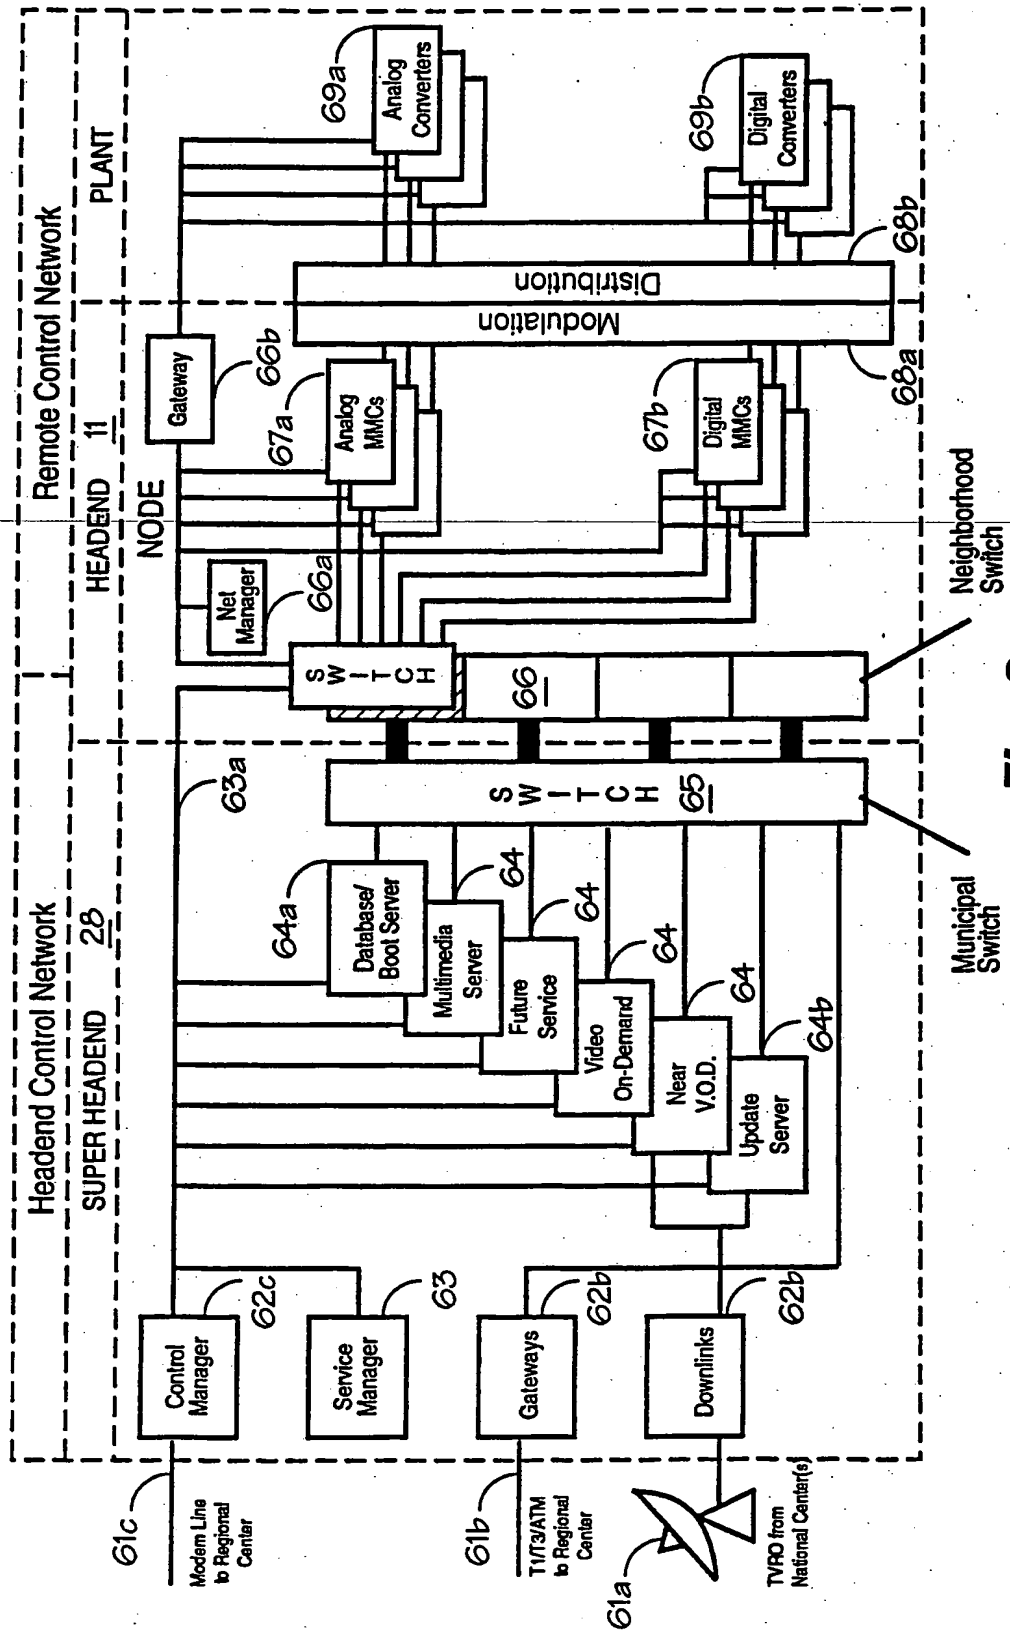 Headend Control Network
Remote Control Network
SUPER HEADEND
28
HEADEND 11
PLANT
NODE
61c
Modem Line
to Regional
Center
61b
T1/T3/ATM
to Regional
Center
61a
TVRO from
National Center(s)
Control
Manager
62c
Service
Manager
63
Gateways
62b
Downlinks
62b
63a
64a
Database/
Boot Server
Multimedia
Server
64
Future
Service
64
Video
On-Demand
64
Near
V.O.D.
64
Update
Server
64b
SWITCH
65
Municipal
Switch
SWITCH
66
Neighborhood
Switch
Net
Manager
66a
Gateway
66b
67a
Analog
MMCs
67b
Digital
MMCs
Modulation
68a
Distribution
68b
69a
Analog
Converters
69b
Digital
Converters